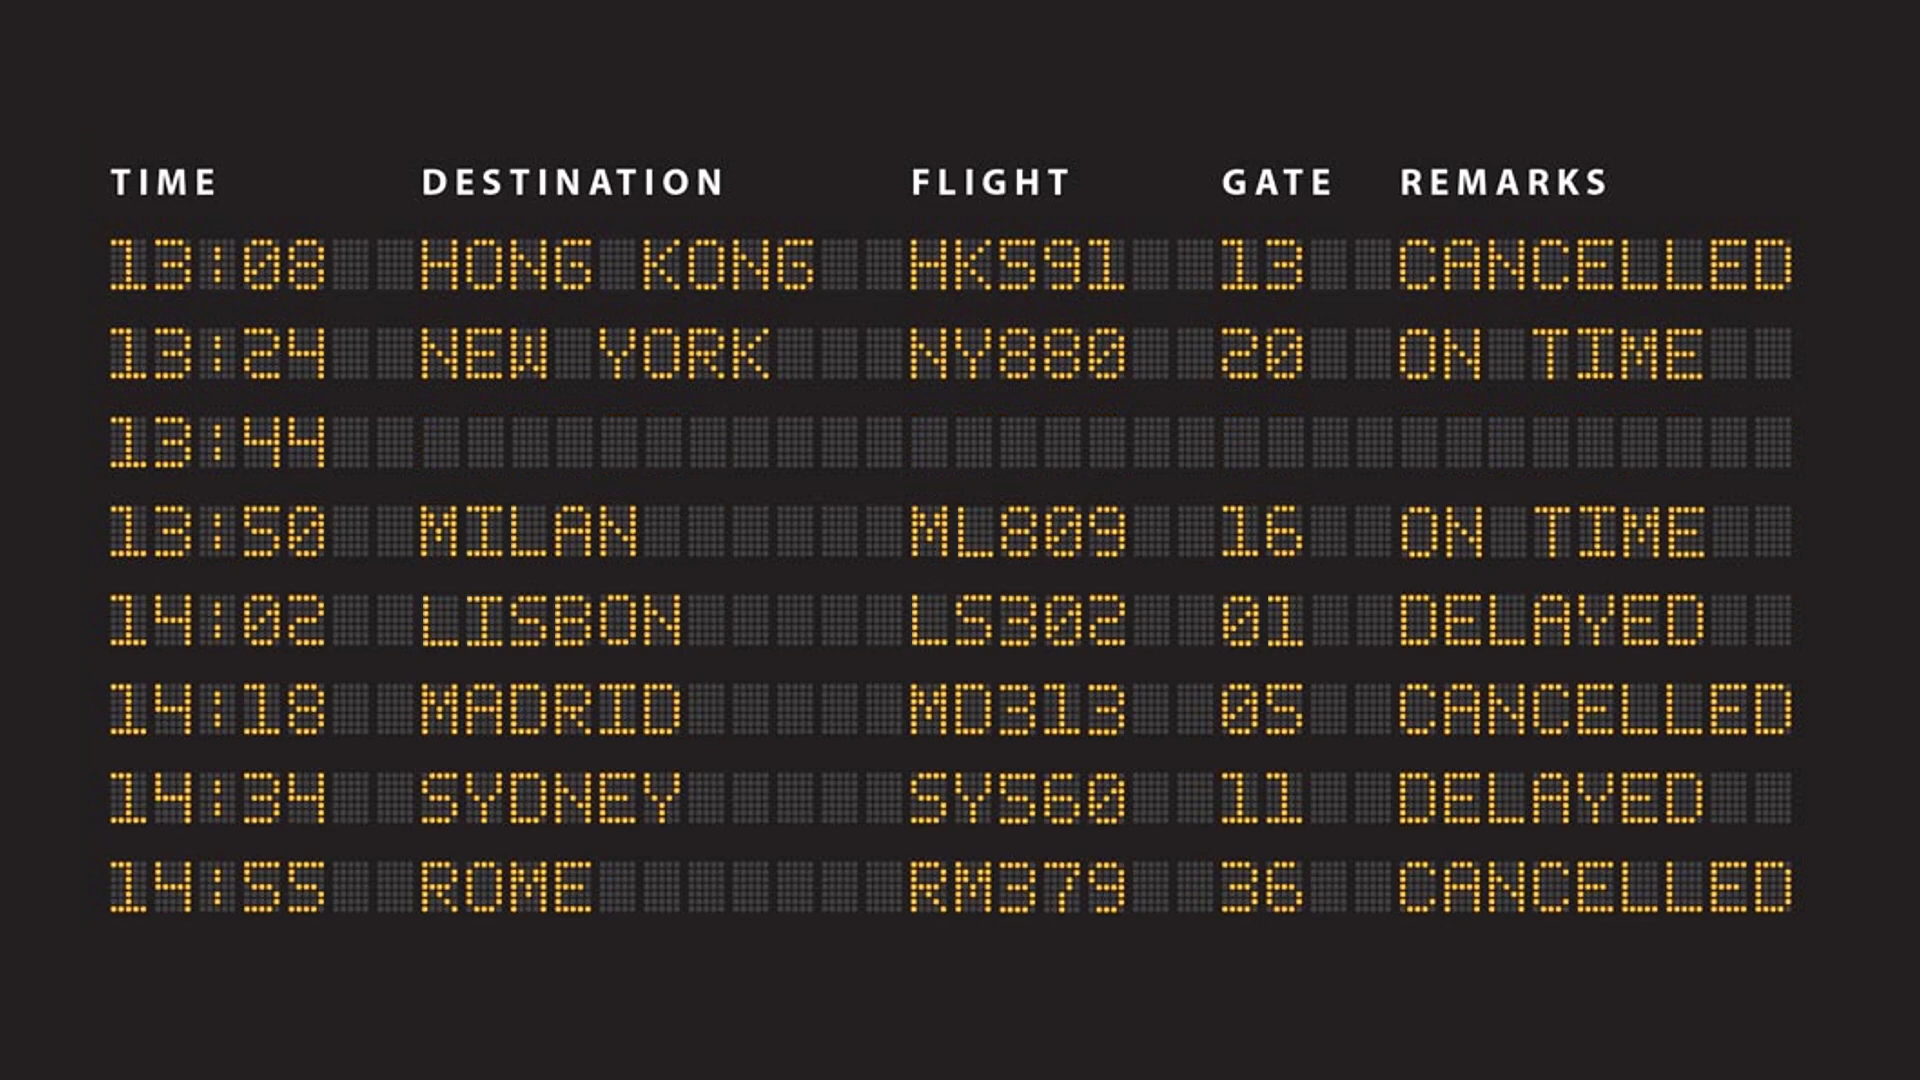 TIME DESTINATION FLIGHT GATE REMARKS
13:08 HONG KONG HK591 13 CANCELLED
13:24 NEW YORK NY880 20 ON TIME
13:44
13:50 MILAN ML809 16 ON TIME
14:02 LISBON LS302 01 DELAYED
14:18 MADRID MD313 05 CANCELLED
14:34 SYDNEY SY560 11 DELAYED
14:55 ROME RM379 36 CANCELLED